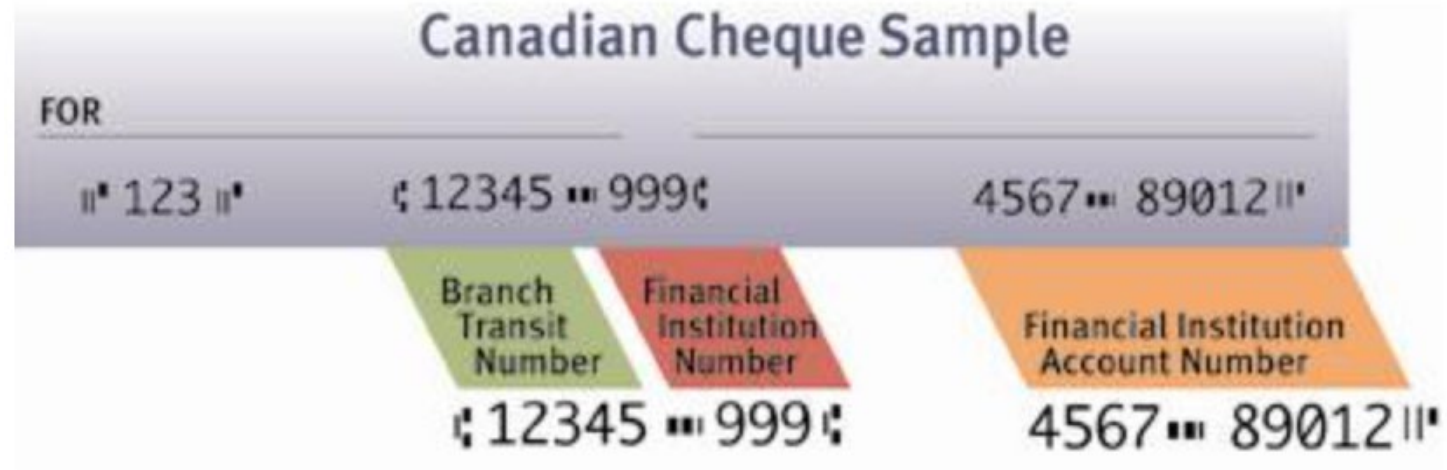 Canadian Cheque Sample
FOR
⑈ 123 ⑈ ⑆ 12345 ⑉ 999 ⑆ 4567 ⑉ 89012 ⑈
Branch
Transit
Number
Financial
Institution
Number
Financial Institution
Account Number
⑆ 12345 ⑉ 999 ⑆ 4567 ⑉ 89012 ⑈